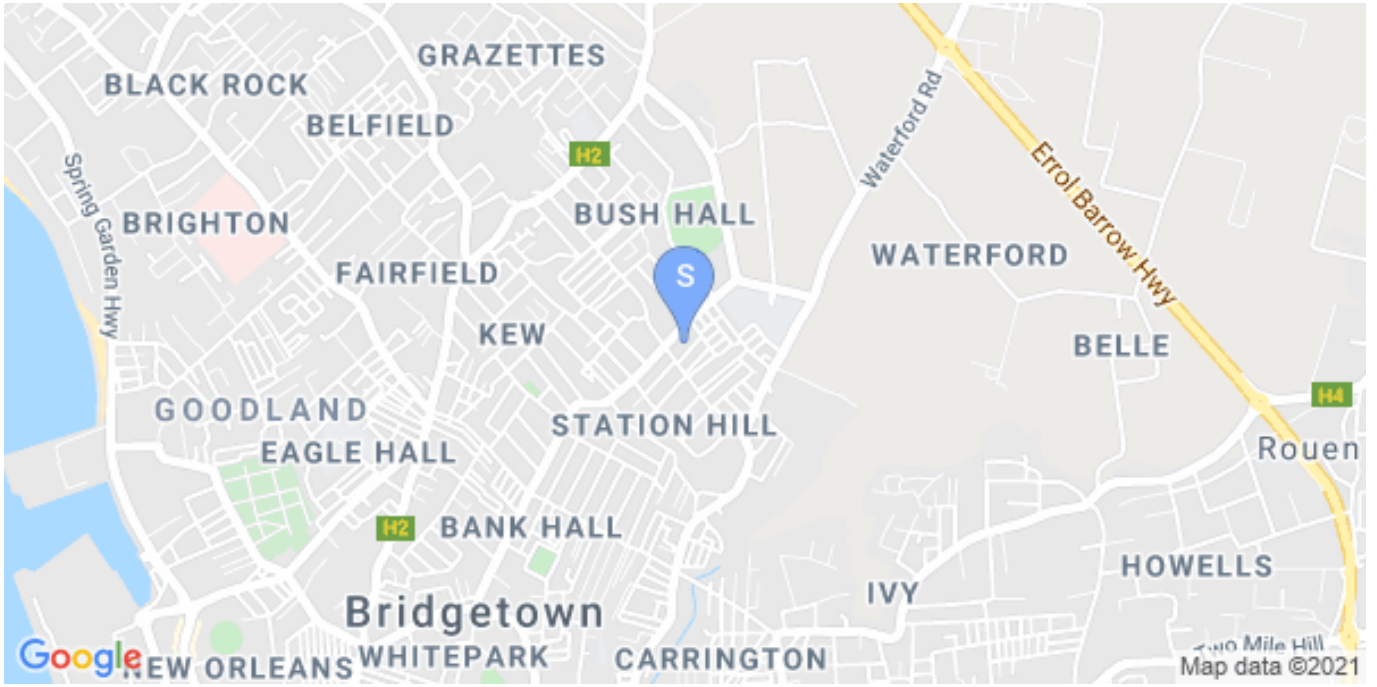 GRAZETTES
BLACK ROCK
BELFIELD
Waterford Rd
H2
Errol Barrow Hwy
Spring Garden Hwy
BRIGHTON
BUSH HALL
WATERFORD
FAIRFIELD
S
KEW
BELLE
H4
GOODLAND
STATION HILL
EAGLE HALL
Rouen
H2
BANK HALL
HOWELLS
IVY
Bridgetown
Two Mile Hill
Google
NEW ORLEANS
WHITEPARK
CARRINGTON
Map data ©2021